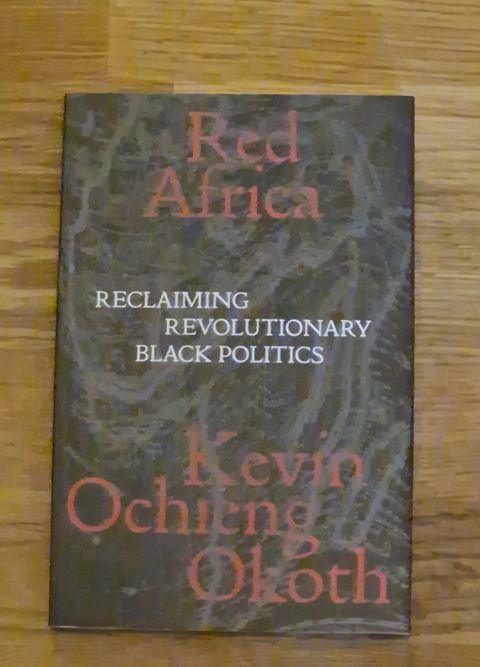 Red
Africa
RECLAIMING
REVOLUTIONARY
BLACK POLITICS
Kevin
Ochieng
Okoth